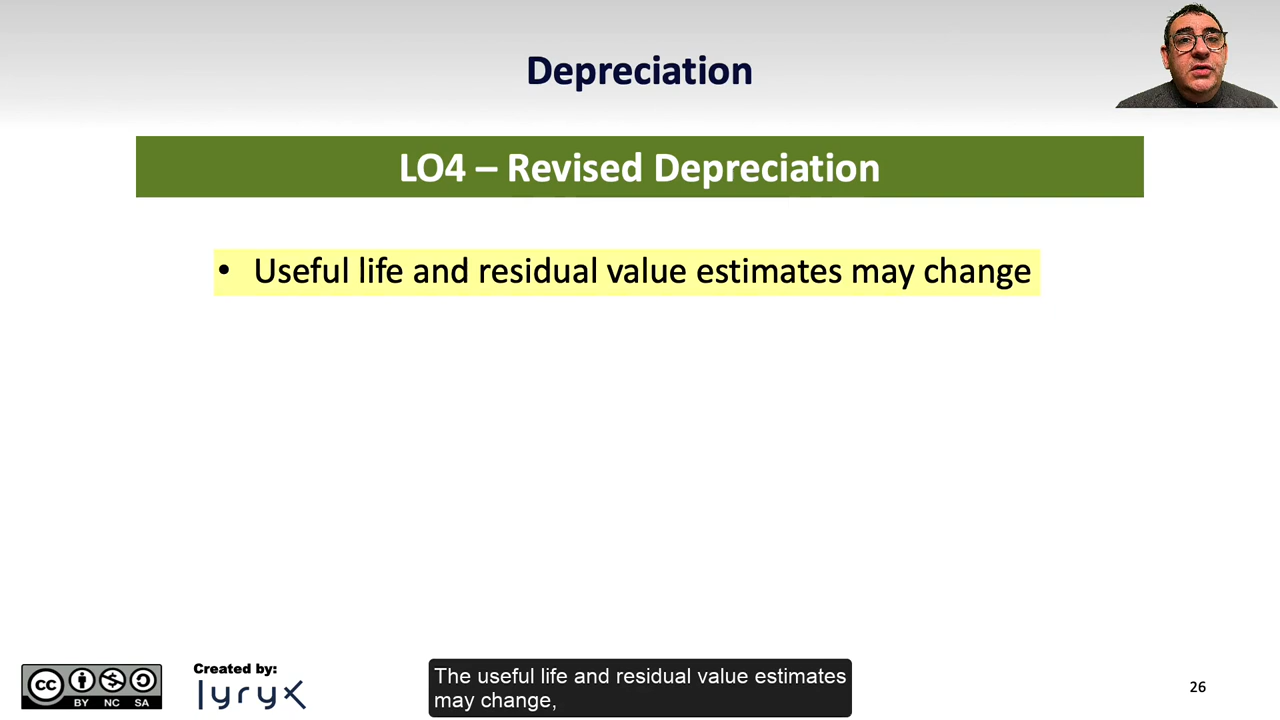 Depreciation
LO4 – Revised Depreciation
• Useful life and residual value estimates may change
cc
BY NC SA
Created by:
lyryx
The useful life and residual value estimates
may change,
26